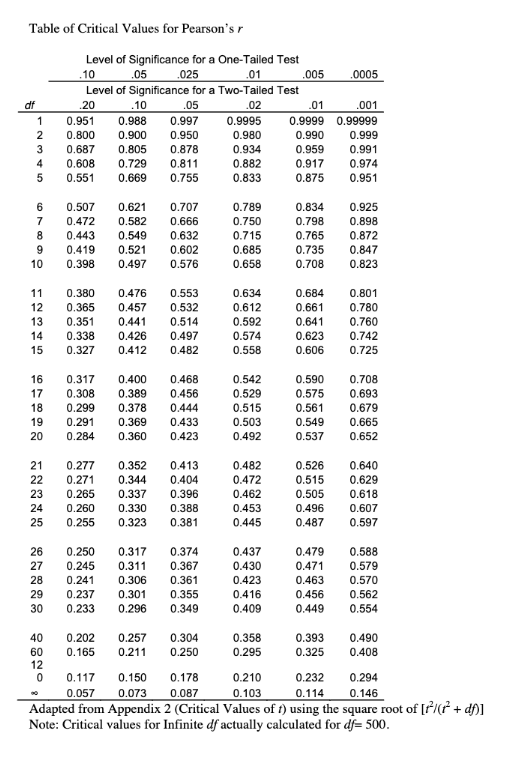 Table of Critical Values for Pearson's r
Level of Significance for a One-Tailed Test
.10 .05 .025 .01 .005 .0005
Level of Significance for a Two-Tailed Test
df .20 .10 .05 .02 .01 .001
1 0.951 0.988 0.997 0.9995 0.9999 0.99999
2 0.800 0.900 0.950 0.980 0.990 0.999
3 0.687 0.805 0.878 0.934 0.959 0.991
4 0.608 0.729 0.811 0.882 0.917 0.974
5 0.551 0.669 0.755 0.833 0.875 0.951
6 0.507 0.621 0.707 0.789 0.834 0.925
7 0.472 0.582 0.666 0.750 0.798 0.898
8 0.443 0.549 0.632 0.715 0.765 0.872
9 0.419 0.521 0.602 0.685 0.735 0.847
10 0.398 0.497 0.576 0.658 0.708 0.823
11 0.380 0.476 0.553 0.634 0.684 0.801
12 0.365 0.457 0.532 0.612 0.661 0.780
13 0.351 0.441 0.514 0.592 0.641 0.760
14 0.338 0.426 0.497 0.574 0.623 0.742
15 0.327 0.412 0.482 0.558 0.606 0.725
16 0.317 0.400 0.468 0.542 0.590 0.708
17 0.308 0.389 0.456 0.529 0.575 0.693
18 0.299 0.378 0.444 0.515 0.561 0.679
19 0.291 0.369 0.433 0.503 0.549 0.665
20 0.284 0.360 0.423 0.492 0.537 0.652
21 0.277 0.352 0.413 0.482 0.526 0.640
22 0.271 0.344 0.404 0.472 0.515 0.629
23 0.265 0.337 0.396 0.462 0.505 0.618
24 0.260 0.330 0.388 0.453 0.496 0.607
25 0.255 0.323 0.381 0.445 0.487 0.597
26 0.250 0.317 0.374 0.437 0.479 0.588
27 0.245 0.311 0.367 0.430 0.471 0.579
28 0.241 0.306 0.361 0.423 0.463 0.570
29 0.237 0.301 0.355 0.416 0.456 0.562
30 0.233 0.296 0.349 0.409 0.449 0.554
40 0.202 0.257 0.304 0.358 0.393 0.490
60 0.165 0.211 0.250 0.295 0.325 0.408
12
0 0.117 0.150 0.178 0.210 0.232 0.294
∞ 0.057 0.073 0.087 0.103 0.114 0.146
Adapted from Appendix 2 (Critical Values of t) using the square root of [t²/(t² + df)]
Note: Critical values for Infinite df actually calculated for df= 500.